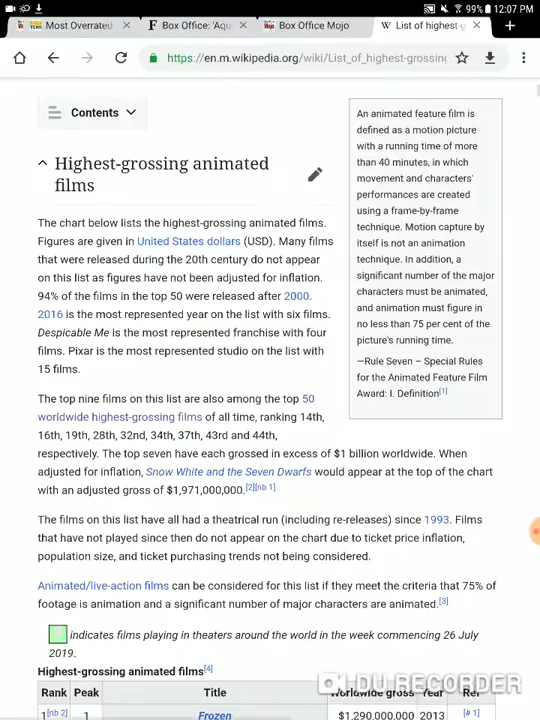 99% 12:07 PM
Most Overrated
Box Office: 'Aqu
Box Office Mojo
List of highest-g
https://en.m.wikipedia.org/wiki/List_of_highest-grossing
Contents
Highest-grossing animated
films
The chart below lists the highest-grossing animated films.
Figures are given in United States dollars (USD). Many films
that were released during the 20th century do not appear
on this list as figures have not been adjusted for inflation.
94% of the films in the top 50 were released after 2000.
2016 is the most represented year on the list with six films.
Despicable Me is the most represented franchise with four
films. Pixar is the most represented studio on the list with
15 films.
An animated feature film is
defined as a motion picture
with a running time of more
than 40 minutes, in which
movement and characters'
performances are created
using a frame-by-frame
technique. Motion capture by
itself is not an animation
technique. In addition, a
significant number of the major
characters must be animated,
and animation must figure in
no less than 75 per cent of the
picture's running time.
—Rule Seven – Special Rules
for the Animated Feature Film
Award: I. Definition[1]
The top nine films on this list are also among the top 50
worldwide highest-grossing films of all time, ranking 14th,
16th, 19th, 28th, 32nd, 34th, 37th, 43rd and 44th,
respectively. The top seven have each grossed in excess of $1 billion worldwide. When
adjusted for inflation, Snow White and the Seven Dwarfs would appear at the top of the chart
with an adjusted gross of $1,971,000,000.[2][nb 1]
The films on this list have all had a theatrical run (including re-releases) since 1993. Films
that have not played since then do not appear on the chart due to ticket price inflation,
population size, and ticket purchasing trends not being considered.
Animated/live-action films can be considered for this list if they meet the criteria that 75% of
footage is animation and a significant number of major characters are animated.[3]
indicates films playing in theaters around the world in the week commencing 26 July
2019.
Highest-grossing animated films[4]
DU RECORDER
Rank Peak Title Worldwide gross Year Ref
1[nb 2] 1 Frozen $1,290,000,000 2013 [# 1]